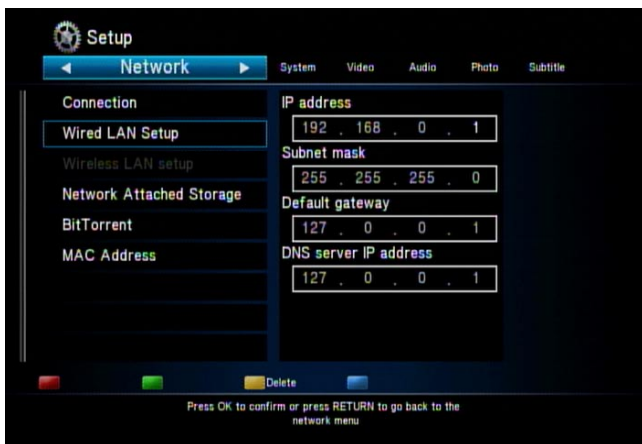 Setup
Network
System Video Audio Photo Subtitle
Connection
Wired LAN Setup
Wireless LAN setup
Network Attached Storage
BitTorrent
MAC Address
IP address
192 . 168 . 0 . 1
Subnet mask
255 . 255 . 255 . 0
Default gateway
127 . 0 . 0 . 1
DNS server IP address
127 . 0 . 0 . 1
Delete
Press OK to confirm or press RETURN to go back to the
network menu